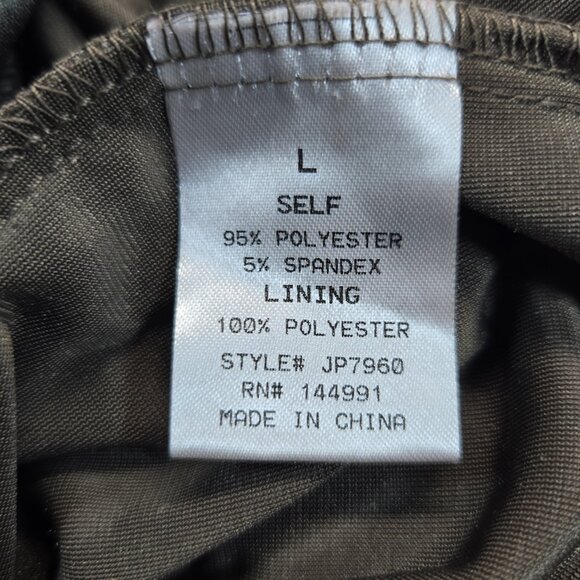 L
SELF
95% POLYESTER
5% SPANDEX
LINING
100% POLYESTER
STYLE# JP7960
RN# 144991
MADE IN CHINA